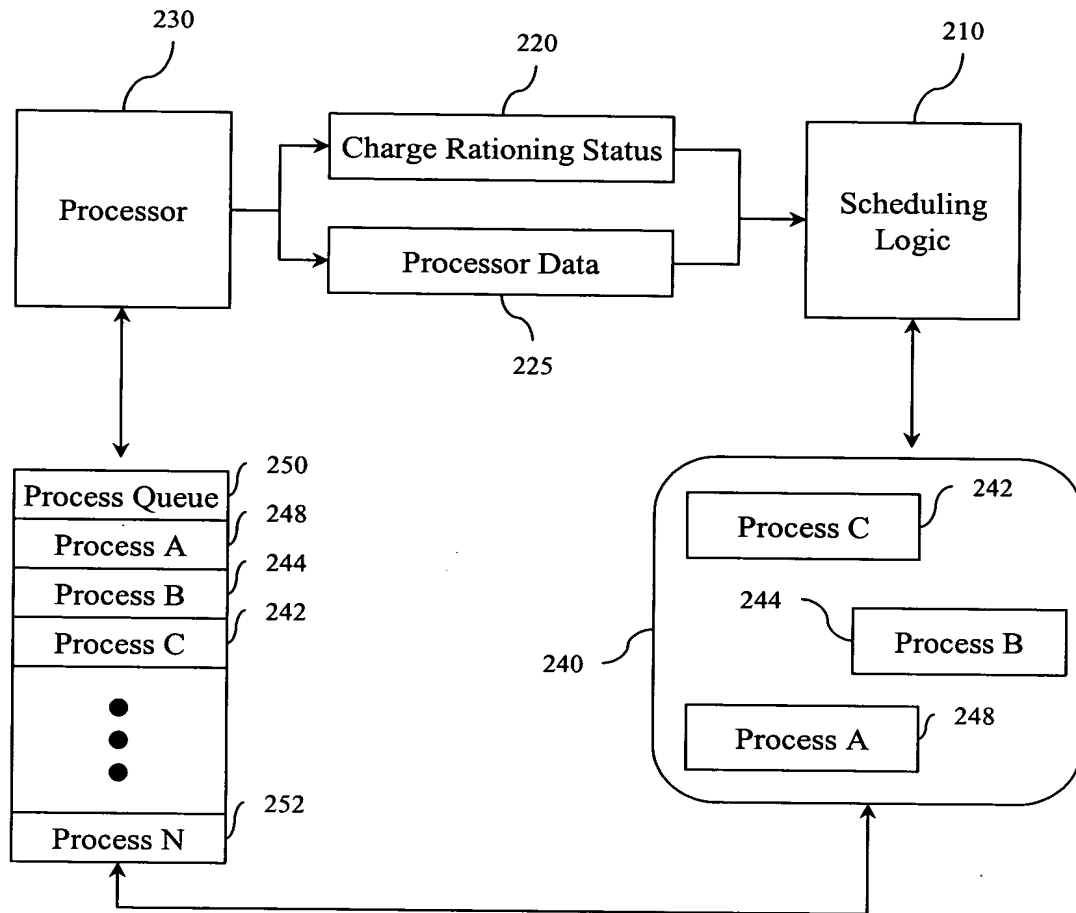 230
220
210
Processor
Charge Rationing Status
Scheduling
Logic
Processor Data
225
Process Queue
250
Process A
248
Process B
244
Process C
242
Process N
252
240
Process C
242
244
Process B
Process A
248